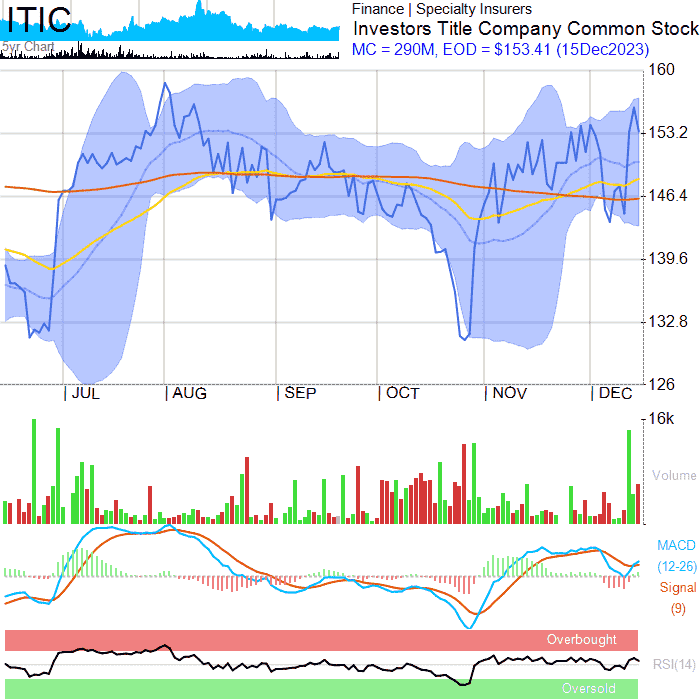 ITIC
5yr Chart
Finance | Specialty Insurers
Investors Title Company Common Stock
MC = 290M, EOD = $153.41 (15Dec2023)
160
153.2
146.4
139.6
132.8
126
JUL AUG SEP OCT NOV DEC
16k
Volume
MACD
(12-26)
Signal
(9)
Overbought
RSI(14)
Oversold